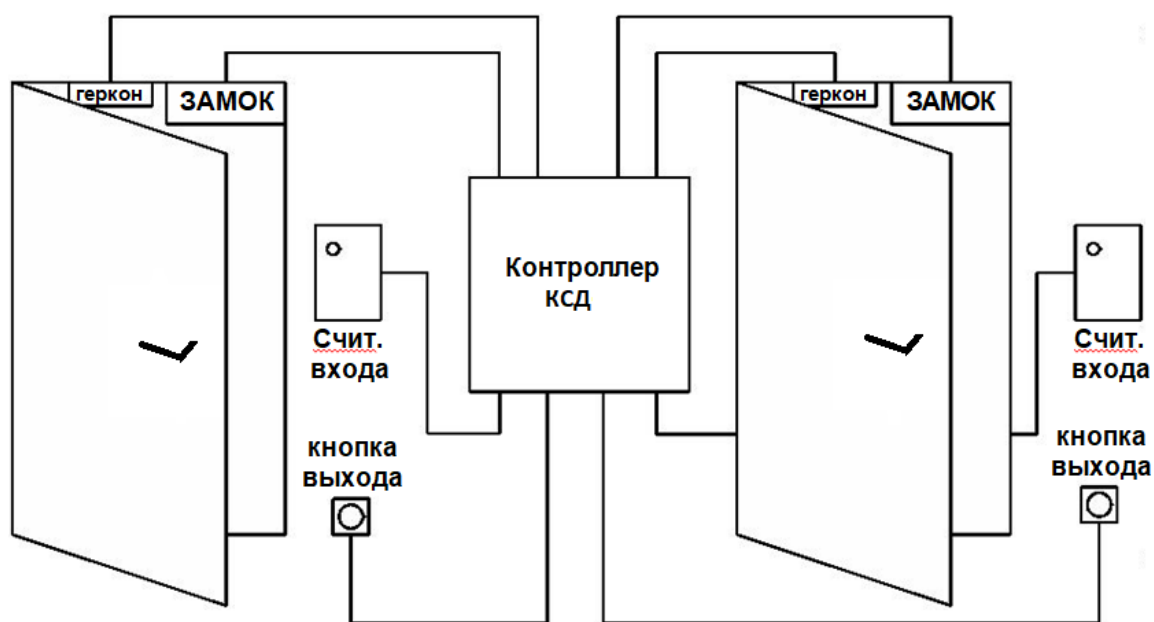 геркон
ЗАМОК
геркон
ЗАМОК
Контроллер
КСД
Счит.
входа
Счит.
входа
кнопка
выхода
кнопка
выхода